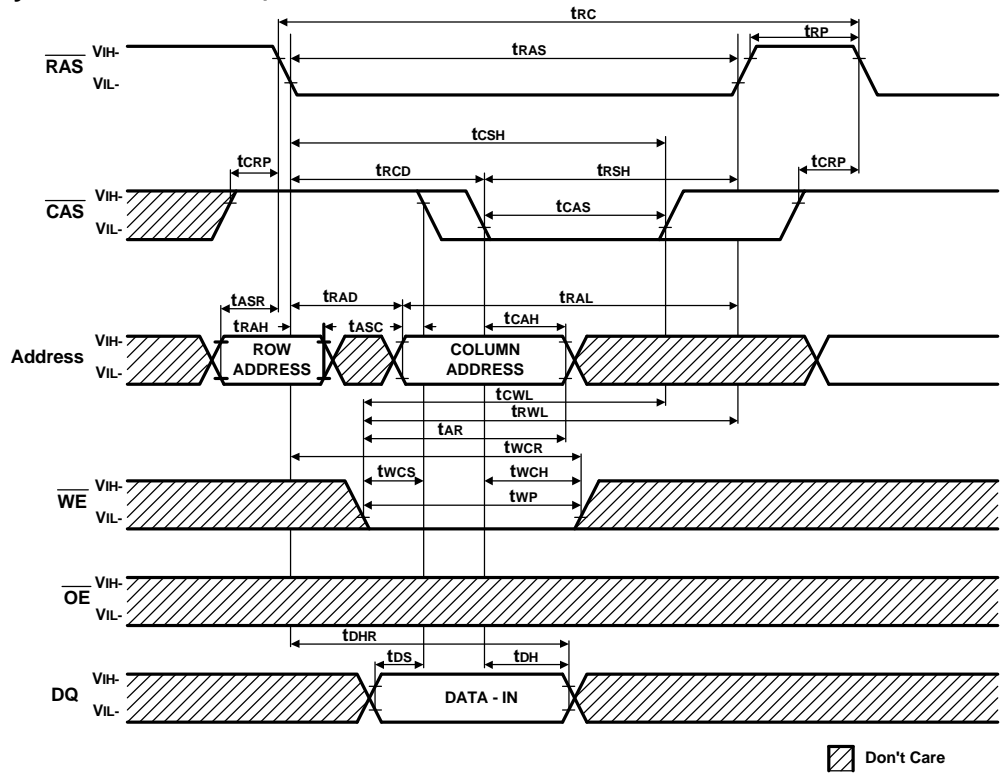 tRC
tRP
tRAS
RAS
VIH-
VIL-
tCSH
tCRP
tRCD
tRSH
tCRP
CAS
VIH-
VIL-
tCAS
tASR
tRAD
tRAL
tRAH
tASC
tCAH
Address
VIH-
VIL-
ROW
ADDRESS
COLUMN
ADDRESS
tCWL
tRWL
tAR
tWCR
tWCS
tWCH
WE
VIH-
VIL-
tWP
OE
VIH-
VIL-
tDHR
tDS
tDH
DQ
VIH-
VIL-
DATA - IN
Don't Care